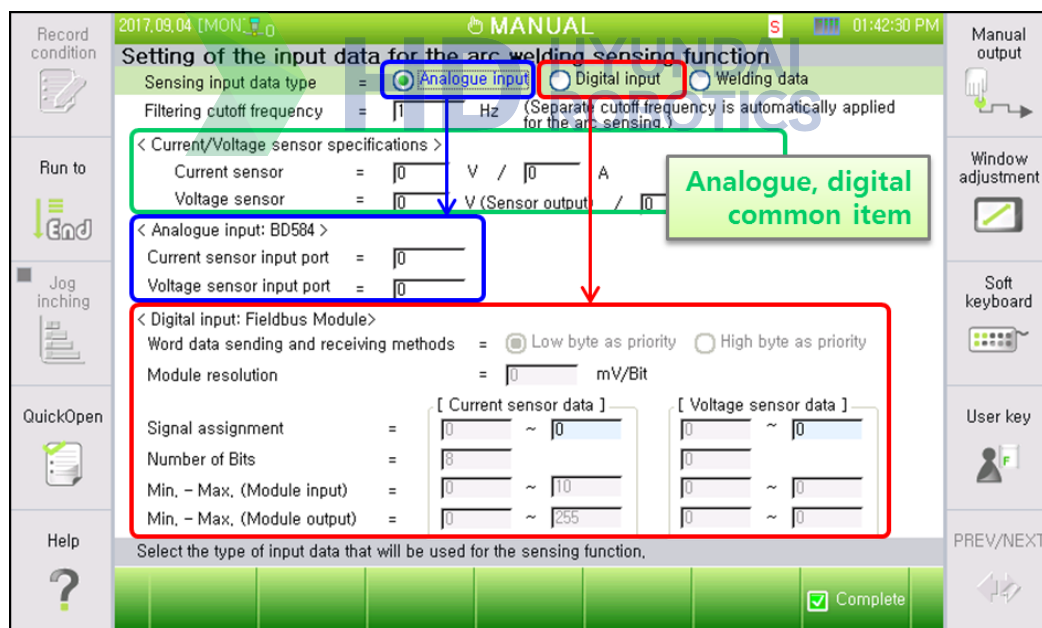 Record
condition
Run to
End
Jog
inching
QuickOpen
Help
2017.09.04 [MON] 0
MANUAL
S
01:42:30 PM
HYUNDAI
HD ROBOTICS
Setting of the input data for the arc welding sensing function
Sensing input data type = Analogue input Digital input Welding data
Filtering cutoff frequency = 1 Hz (Separate cutoff frequency is automatically applied
for the arc sensing.)
< Current/Voltage sensor specifications >
Current sensor = 0 V / 0 A
Voltage sensor = 0 V (Sensor output) / 0
Analogue, digital
common item
< Analogue input: BD584 >
Current sensor input port = 0
Voltage sensor input port = 0
< Digital input: Fieldbus Module>
Word data sending and receiving methods = Low byte as priority High byte as priority
Module resolution = 0 mV/Bit
[ Current sensor data ] [ Voltage sensor data ]
Signal assignment = 0 ~ 0 0 ~ 0
Number of Bits = 8 0
Min. - Max. (Module input) = 0 ~ 10 0 ~ 0
Min. - Max. (Module output) = 0 ~ 255 0 ~ 0
Select the type of input data that will be used for the sensing function.
Complete
Manual
output
Window
adjustment
Soft
keyboard
User key
F
PREV/NEXT